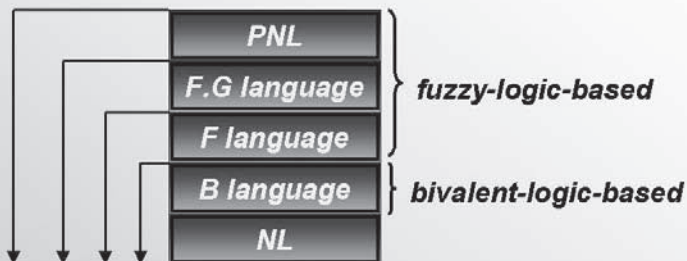 PNL
F.G language
fuzzy-logic-based
F language
B language
bivalent-logic-based
NL